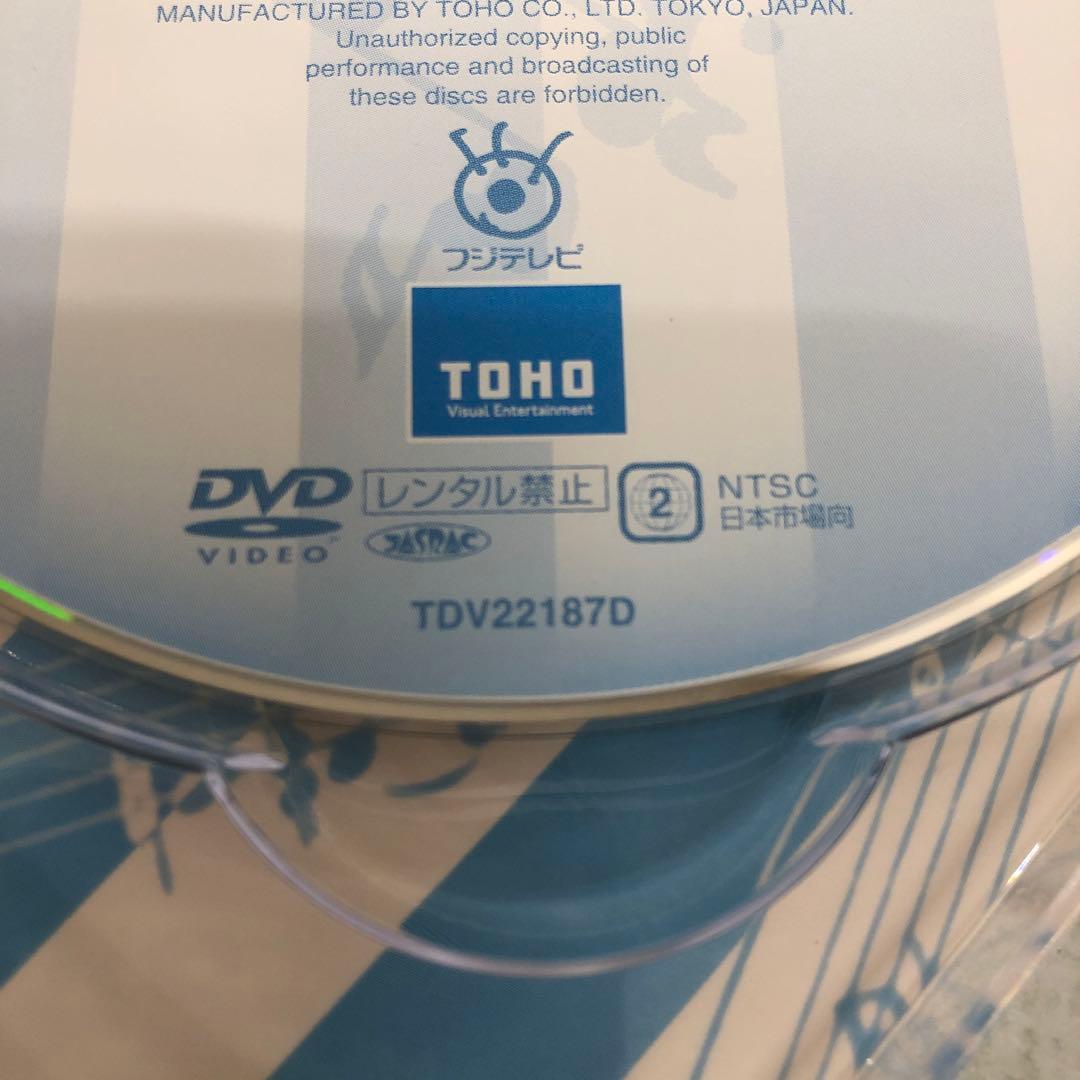 MANUFACTURED BY TOHO CO., LTD. TOKYO, JAPAN.
Unauthorized copying, public
performance and broadcasting of
these discs are forbidden.
フジテレビ
TOHO
Visual Entertainment
DVD
VIDEO
レンタル禁止
JASRAC
2
NTSC
日本市場向
TDV22187D